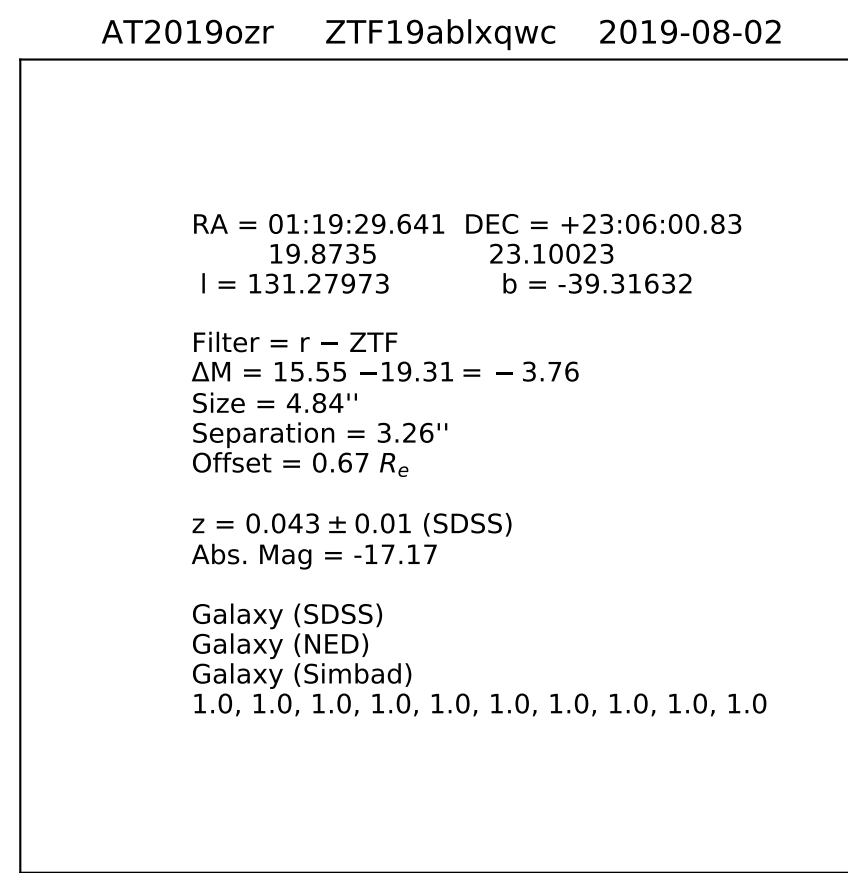 AT2019ozr ZTF19ablxqwc 2019-08-02
RA = 01:19:29.641 DEC = +23:06:00.83
19.8735 23.10023
l = 131.27973 b = -39.31632
Filter = r − ZTF
ΔM = 15.55 −19.31 = − 3.76
Size = 4.84''
Separation = 3.26''
Offset = 0.67 Re
z = 0.043 ± 0.01 (SDSS)
Abs. Mag = -17.17
Galaxy (SDSS)
Galaxy (NED)
Galaxy (Simbad)
1.0, 1.0, 1.0, 1.0, 1.0, 1.0, 1.0, 1.0, 1.0, 1.0